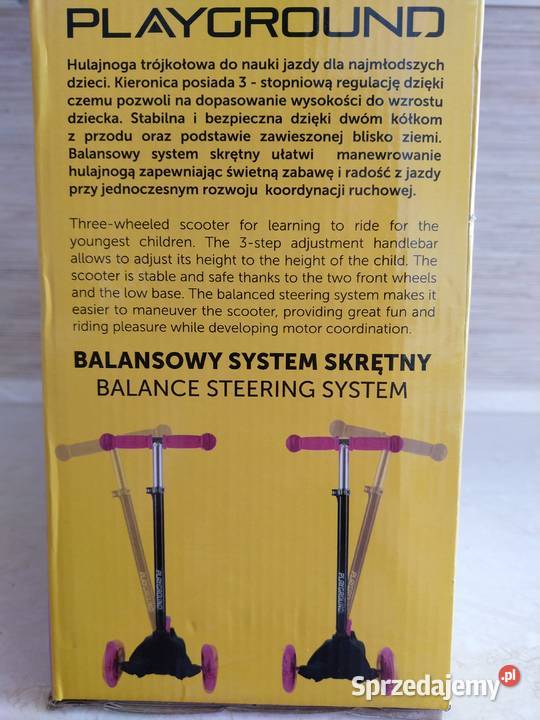 PLAYGROUND
Hulajnoga trójkołowa do nauki jazdy dla najmłodszych
dzieci. Kieronica posiada 3 - stopniową regulację dzięki
czemu pozwoli na dopasowanie wysokości do wzrostu
dziecka. Stabilna i bezpieczna dzięki dwóm kółkom
z przodu oraz podstawie zawieszonej blisko ziemi.
Balansowy system skrętny ułatwi manewrowanie
hulajnogą zapewniając świetną zabawę i radość z jazdy
przy jednoczesnym rozwoju koordynacji ruchowej.
Three-wheeled scooter for learning to ride for the
youngest children. The 3-step adjustment handlebar
allows to adjust its height to the height of the child. The
scooter is stable and safe thanks to the two front wheels
and the low base. The balanced steering system makes it
easier to maneuver the scooter, providing great fun and
riding pleasure while developing motor coordination.
BALANSOWY SYSTEM SKRĘTNY
BALANCE STEERING SYSTEM
PLAYGROUND
PLAYGROUND
PLAYGROUND
PLAYGROUND
Sprzedajemy.pl